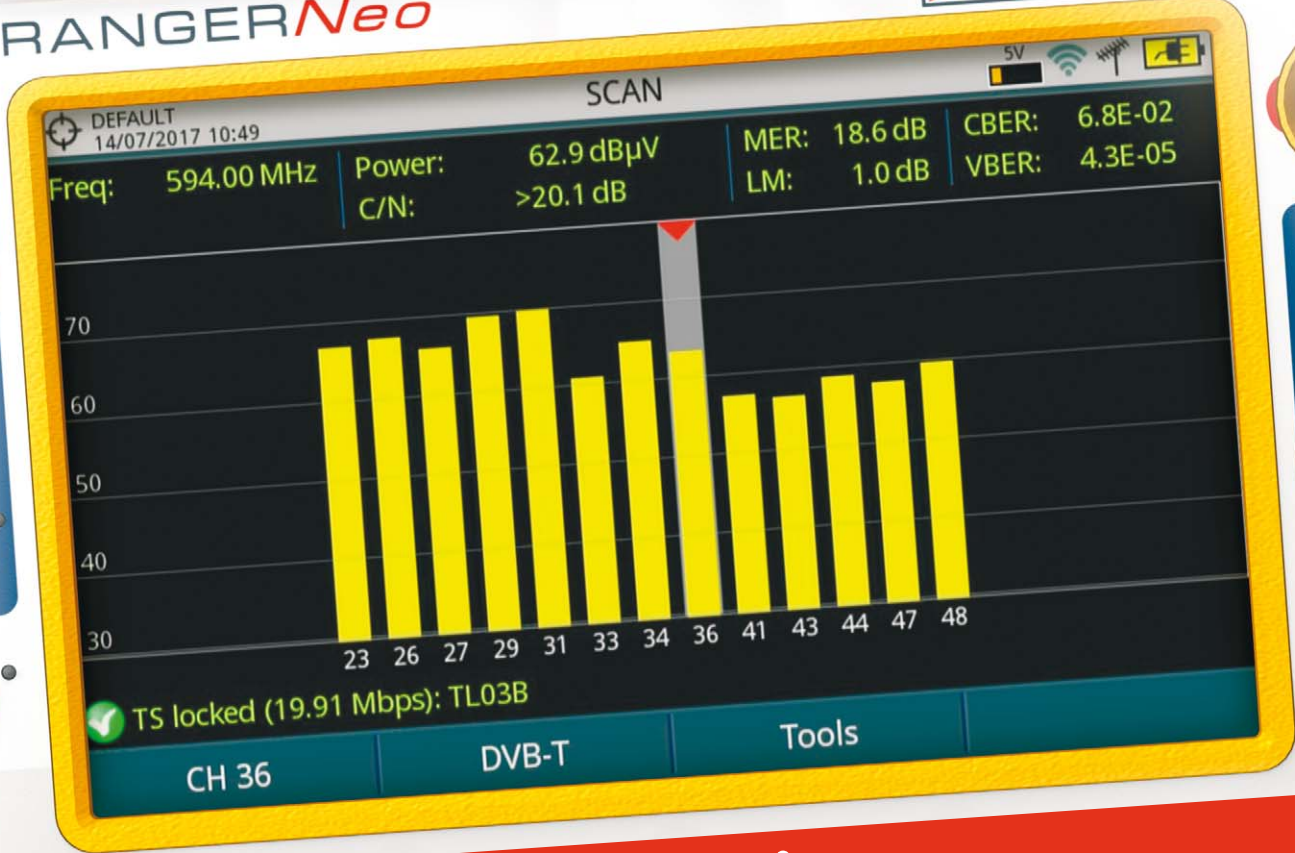 RANGERNeo
DEFAULT
14/07/2017 10:49
SCAN
5V
Freq: 594.00 MHz
Power: 62.9 dBµV
C/N: >20.1 dB
MER: 18.6 dB
LM: 1.0 dB
CBER: 6.8E-02
VBER: 4.3E-05
70
60
50
40
30
23 26 27 29 31 33 34 36 41 43 44 47 48
TS locked (19.91 Mbps): TL03B
CH 36 DVB-T Tools